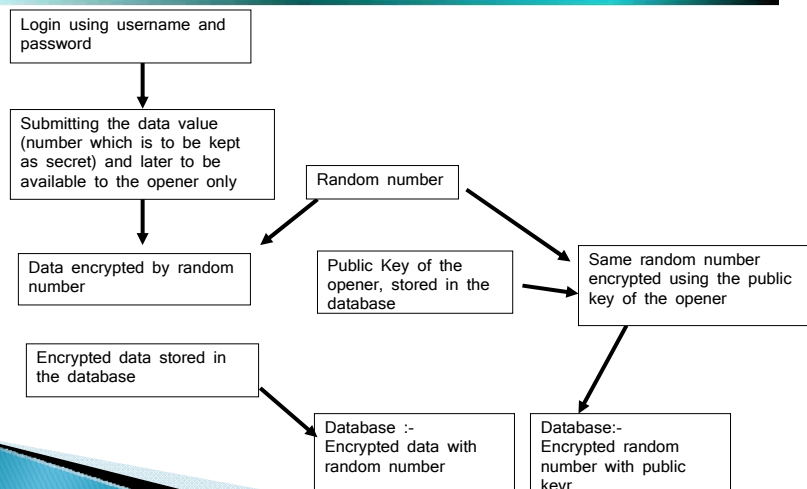 Login using username and
password
Submitting the data value
(number which is to be kept
as secret) and later to be
available to the opener only
Random number
Data encrypted by random
number
Public Key of the
opener, stored in the
database
Same random number
encrypted using the public
key of the opener
Encrypted data stored in
the database
Database :-
Encrypted data with
random number
Database:-
Encrypted random
number with public
keyr